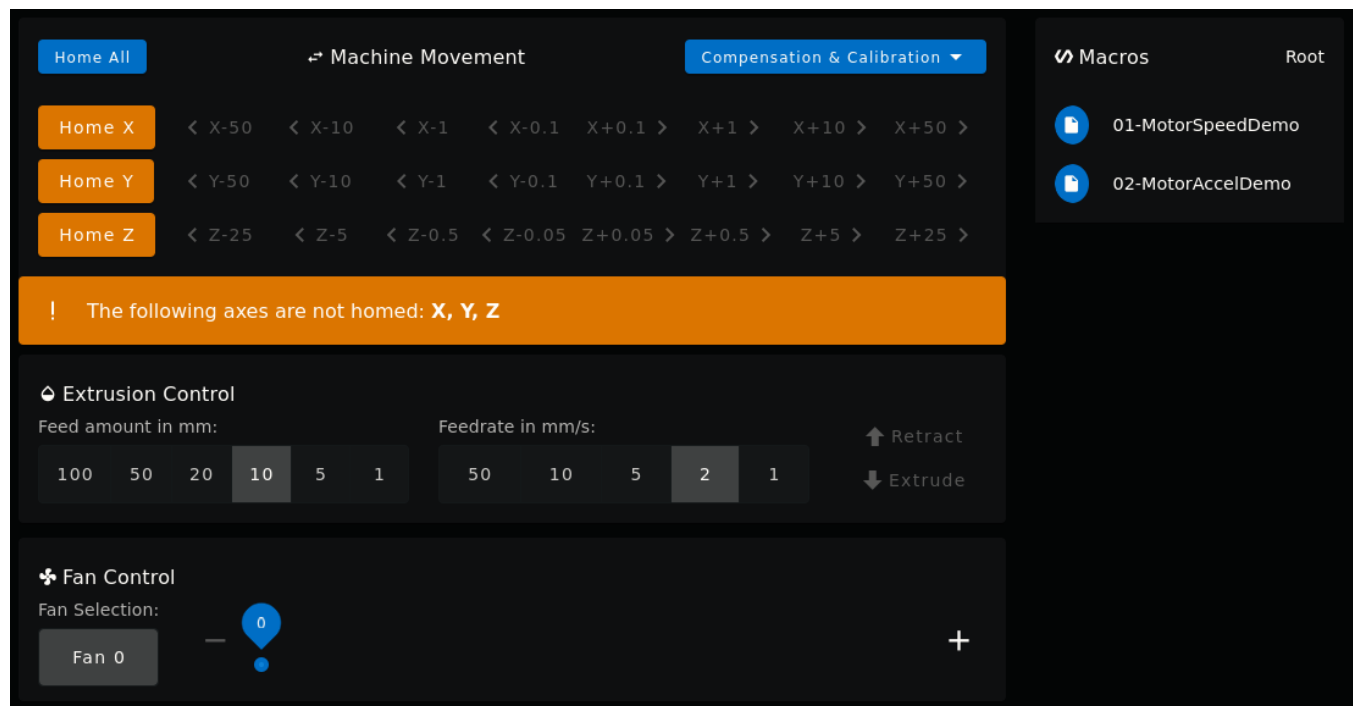 Home All Machine Movement Compensation & Calibration
Home X X-50 X-10 X-1 X-0.1 X+0.1 X+1 X+10 X+50
Home Y Y-50 Y-10 Y-1 Y-0.1 Y+0.1 Y+1 Y+10 Y+50
Home Z Z-25 Z-5 Z-0.5 Z-0.05 Z+0.05 Z+0.5 Z+5 Z+25
! The following axes are not homed: X, Y, Z
Extrusion Control
Feed amount in mm: Feedrate in mm/s:
100 50 20 10 5 1 50 10 5 2 1
Retract
Extrude
Fan Control
Fan Selection:
Fan 0 0
Macros Root
01-MotorSpeedDemo
02-MotorAccelDemo